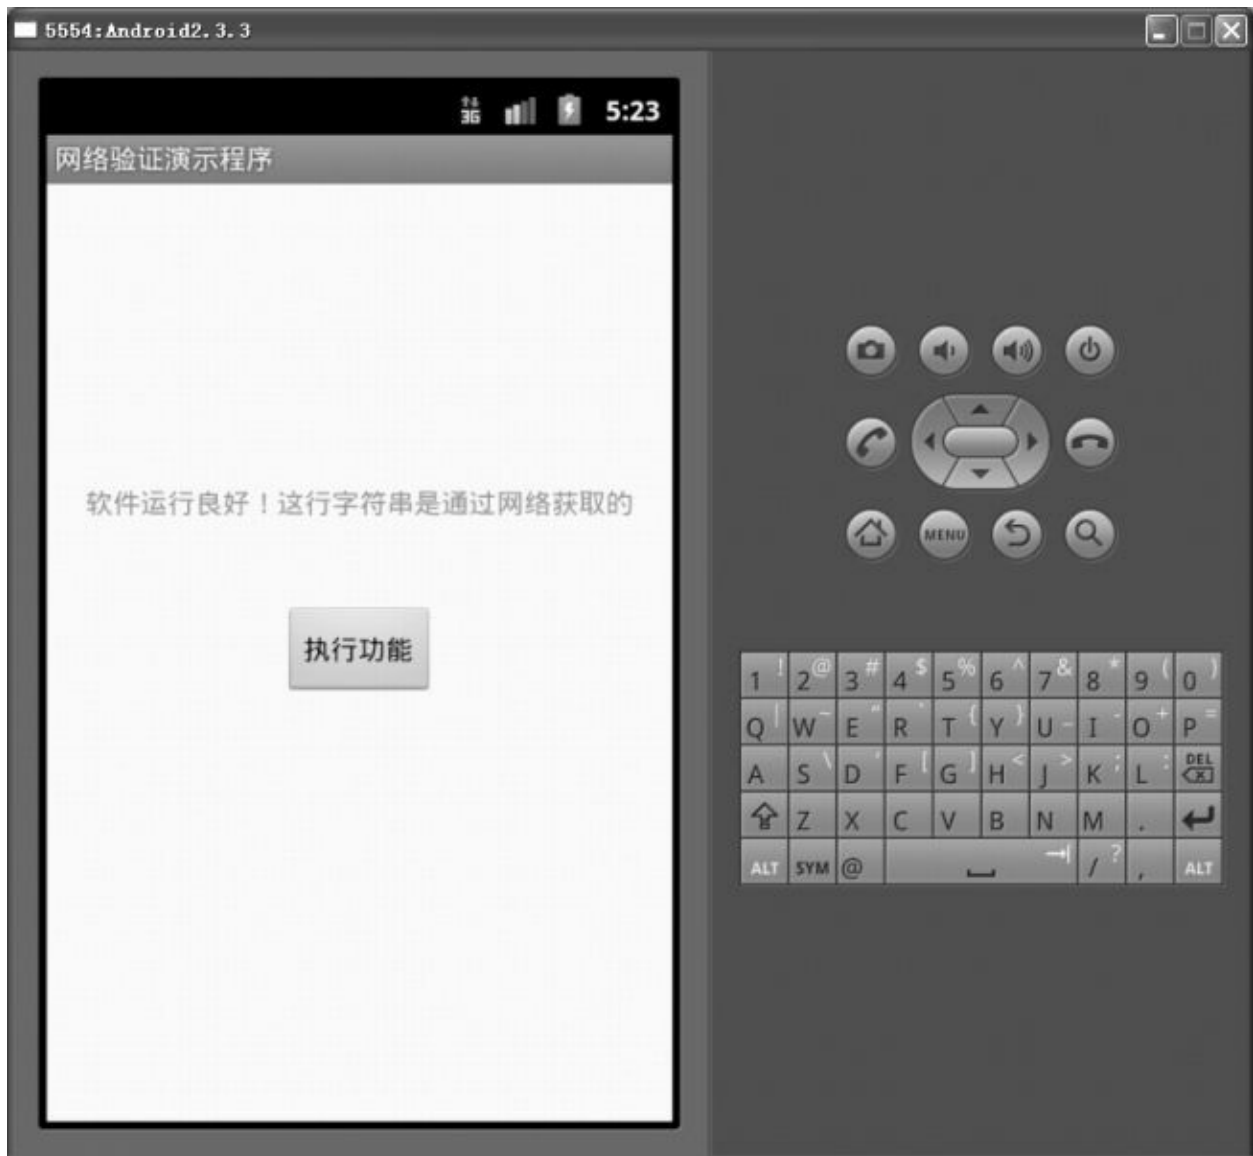 5554:Android2.3.3
3G 5:23
网络验证演示程序
软件运行良好！这行字符串是通过网络获取的
执行功能
MENU
1 ! 2 @ 3 # 4 $ 5 % 6 ^ 7 & 8 * 9 ( 0 )
Q | W ~ E " R ` T { Y } U _ I - O + P =
A S \ D ' F [ G ] H < J > K ; L : DEL
Z X C V B N M .
ALT SYM @ / ? , ALT